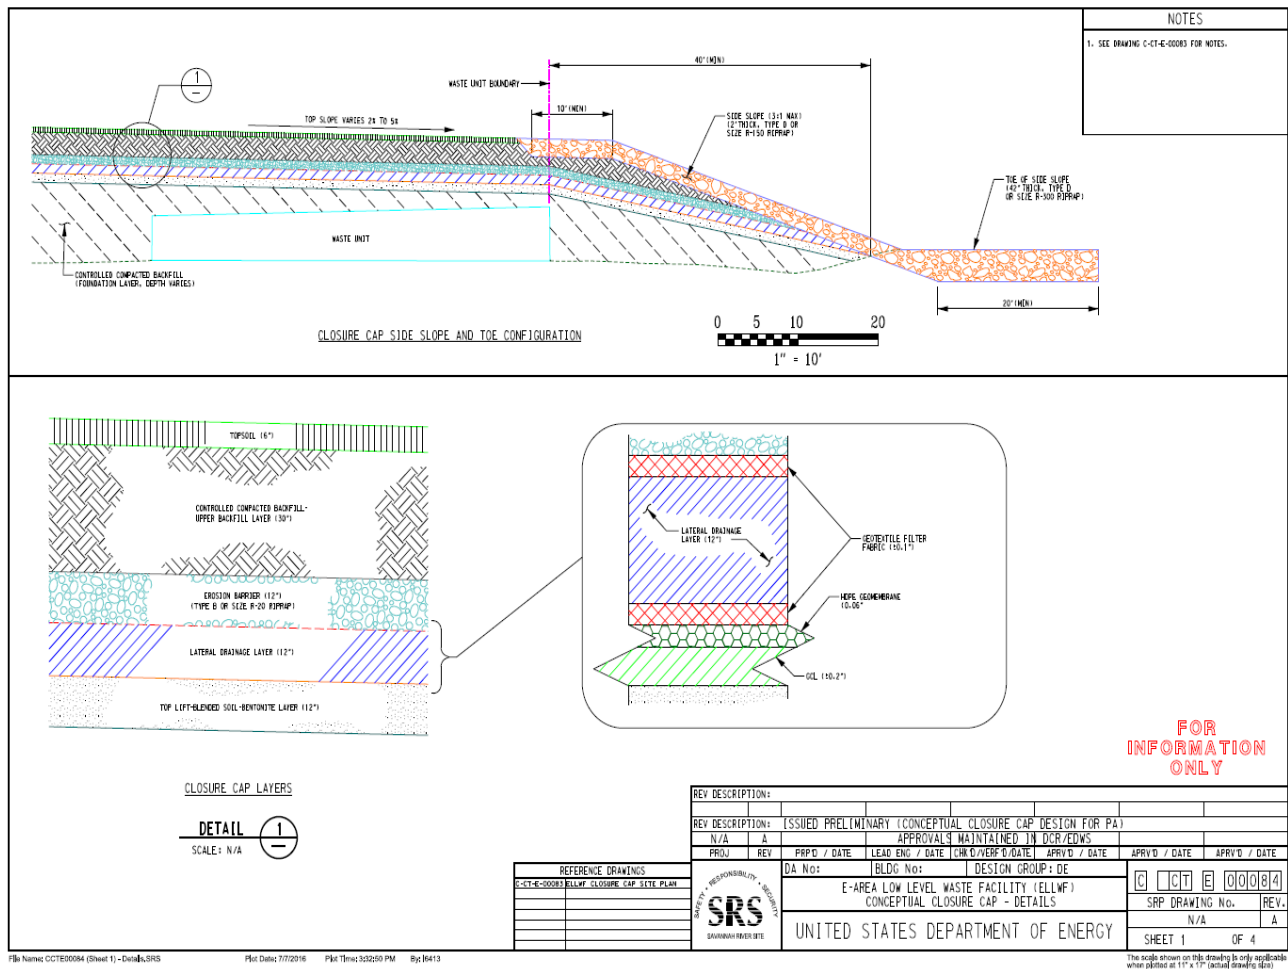 NOTES
1. SEE DRAWING C-CT-E-00083 FOR NOTES.
40'(MIN)
1
WASTE UNIT BOUNDARY
10'(MIN)
TOP SLOPE VARIES 2% TO 5%
SIDE SLOPE (3:1 MAX)
(2' THICK, TYPE D OR
SIZE R-150 RIPRAP)
TOE OF SIDE SLOPE
(42" THICK, TYPE D
OR SIZE R-300 RIPRAP)
WASTE UNIT
CONTROLLED COMPACTED BACKFILL
(FOUNDATION LAYER, DEPTH VARIES)
20'(MIN)
CLOSURE CAP SIDE SLOPE AND TOE CONFIGURATION
0 5 10 20
1" = 10'
TOPSOIL (6")
CONTROLLED COMPACTED BACKFILL-
UPPER BACKFILL LAYER (30")
EROSION BARRIER (12")
(TYPE B OR SIZE R-20 RIPRAP)
LATERAL DRAINAGE LAYER (12")
TOP LIFT-BLENDED SOIL-BENTONITE LAYER (12")
LATERAL DRAINAGE
LAYER (12")
GEOTEXTILE FILTER
FABRIC (±0.1")
HDPE GEOMEMBRANE
(0.06"
GCL (±0.2")
CLOSURE CAP LAYERS
DETAIL 1
SCALE: N/A
FOR
INFORMATION
ONLY
REV DESCRIPTION:
REV DESCRIPTION: ISSUED PRELIMINARY (CONCEPTUAL CLOSURE CAP DESIGN FOR PA)
N/A A APPROVALS MAINTAINED IN DCR/EDWS
PROJ REV PRP'D / DATE LEAD ENG / DATE CHK'D/VERF'D/DATE APRV'D / DATE APRV'D / DATE APRV'D / DATE
REFERENCE DRAWINGS
C-CT-E-00083 ELLWF CLOSURE CAP SITE PLAN
SAFETY • RESPONSIBILITY • SECURITY
SRS
SAVANNAH RIVER SITE
DA No: BLDG No: DESIGN GROUP: DE
E-AREA LOW LEVEL WASTE FACILITY (ELLWF)
CONCEPTUAL CLOSURE CAP - DETAILS
UNITED STATES DEPARTMENT OF ENERGY
C CT E 00084
SRP DRAWING No. REV.
N/A A
SHEET 1 OF 4
File Name: CCTE00084 (Sheet 1) - Details,SRS Plot Date: 7/7/2016 Plot Time: 3:32:50 PM By: I6413
The scale shown on this drawing is only applicable
when plotted at 11" x 17" (actual drawing size)